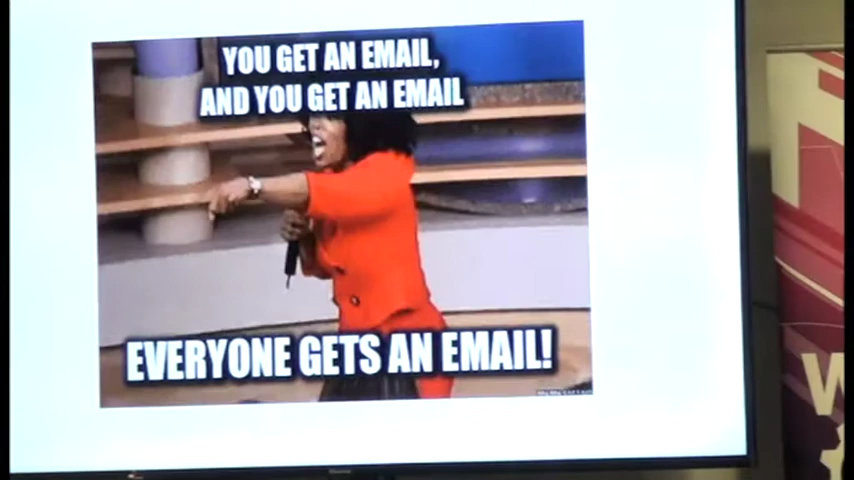 YOU GET AN EMAIL,
AND YOU GET AN EMAIL
EVERYONE GETS AN EMAIL!
W